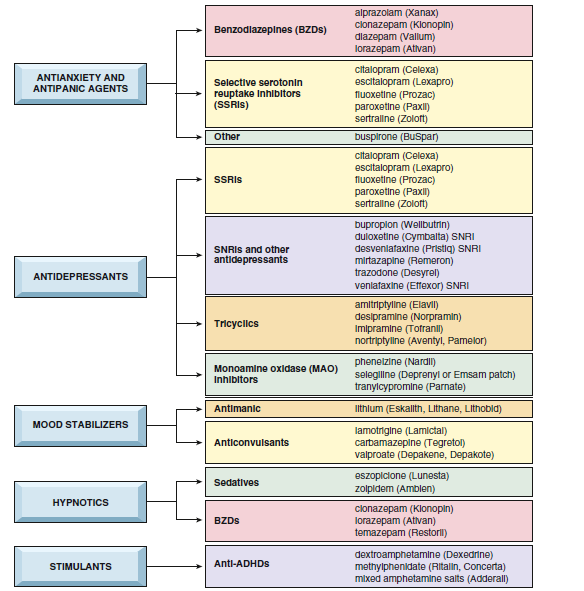 ANTIANXIETY AND
ANTIPANIC AGENTS
Benzodiazepines (BZDs)
alprazolam (Xanax)
clonazepam (Klonopin)
diazepam (Valium)
lorazepam (Ativan)
Selective serotonin
reuptake inhibitors
(SSRIs)
citalopram (Celexa)
escitalopram (Lexapro)
fluoxetine (Prozac)
paroxetine (Paxil)
sertraline (Zoloft)
Other
buspirone (BuSpar)
ANTIDEPRESSANTS
SSRIs
citalopram (Celexa)
escitalopram (Lexapro)
fluoxetine (Prozac)
paroxetine (Paxil)
sertraline (Zoloft)
SNRIs and other
antidepressants
bupropion (Wellbutrin)
duloxetine (Cymbalta) SNRI
desvenlafaxine (Pristiq) SNRI
mirtazapine (Remeron)
trazodone (Desyrel)
venlafaxine (Effexor) SNRI
Tricyclics
amitriptyline (Elavil)
desipramine (Norpramin)
imipramine (Tofranil)
nortriptyline (Aventyl, Pamelor)
Monoamine oxidase (MAO)
inhibitors
phenelzine (Nardil)
selegiline (Deprenyl or Emsam patch)
tranylcypromine (Parnate)
MOOD STABILIZERS
Antimanic
lithium (Eskalith, Lithane, Lithobid)
Anticonvulsants
lamotrigine (Lamictal)
carbamazepine (Tegretol)
valproate (Depakene, Depakote)
HYPNOTICS
Sedatives
eszopiclone (Lunesta)
zolpidem (Ambien)
BZDs
clonazepam (Klonopin)
lorazepam (Ativan)
temazepam (Restoril)
STIMULANTS
Anti-ADHDs
dextroamphetamine (Dexedrine)
methylphenidate (Ritalin, Concerta)
mixed amphetamine salts (Adderall)